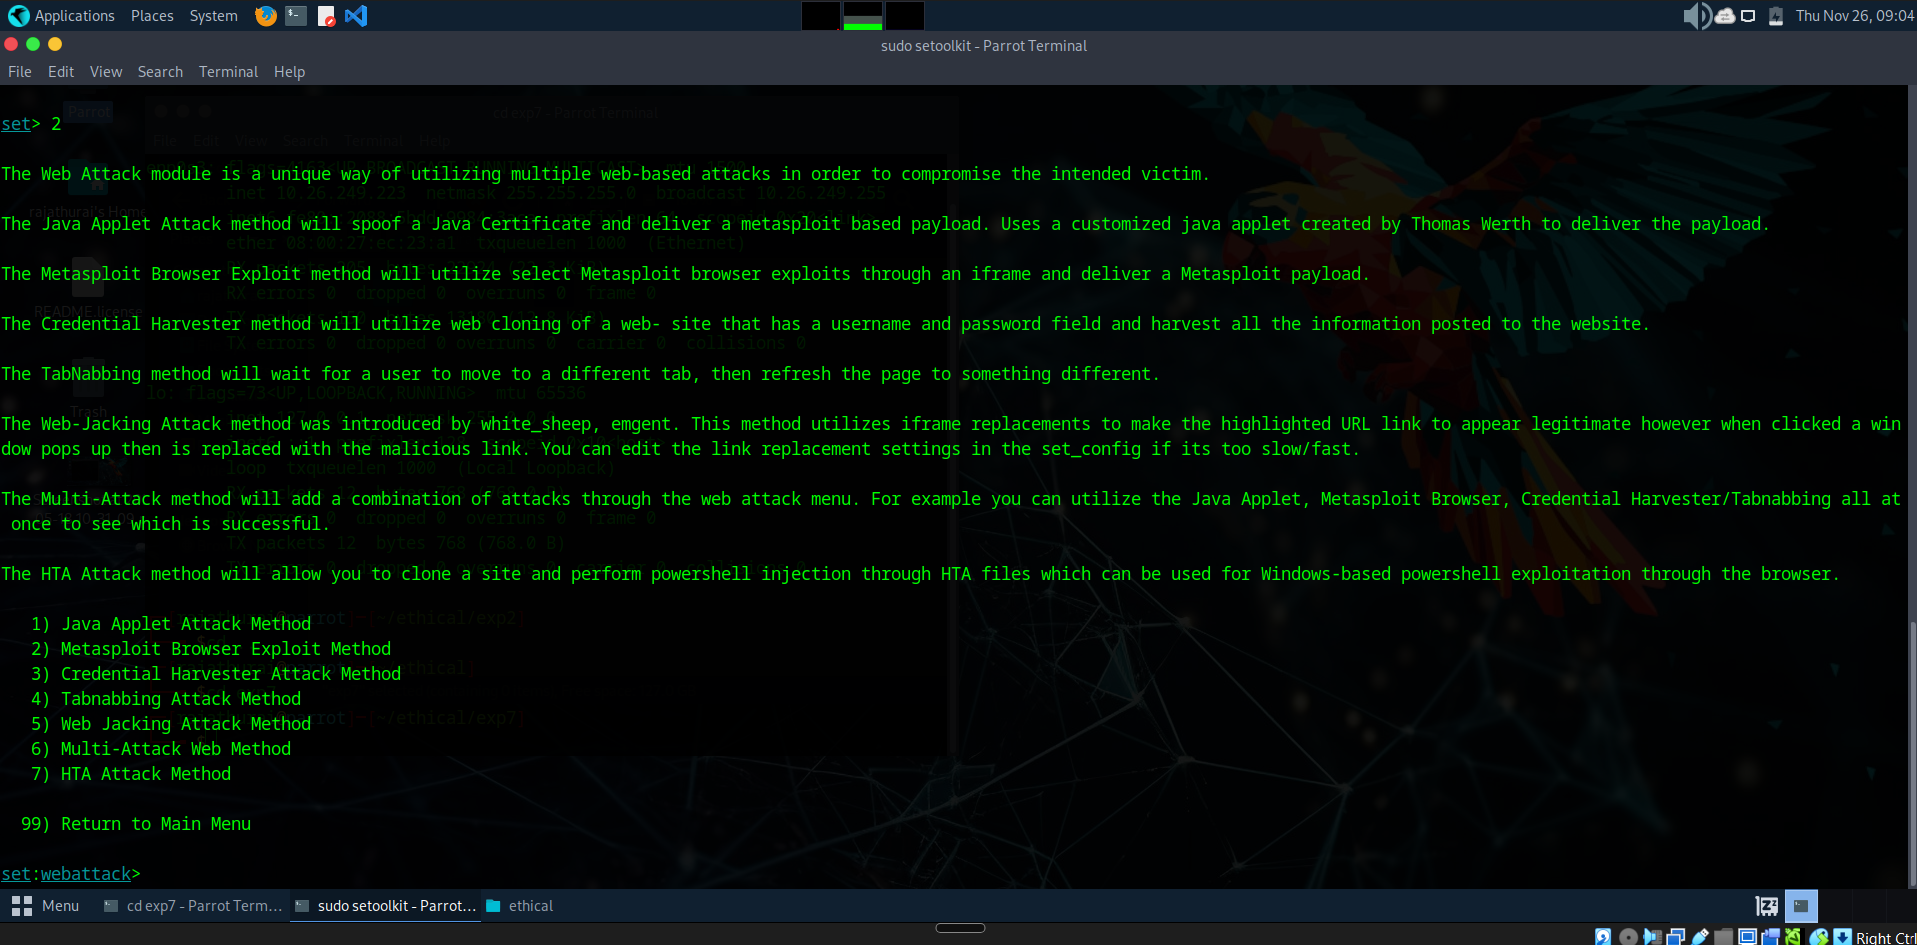 Applications Places System Thu Nov 26, 09:04
sudo setoolkit - Parrot Terminal
File Edit View Search Terminal Help
set> 2
The Web Attack module is a unique way of utilizing multiple web-based attacks in order to compromise the intended victim.
The Java Applet Attack method will spoof a Java Certificate and deliver a metasploit based payload. Uses a customized java applet created by Thomas Werth to deliver the payload.
The Metasploit Browser Exploit method will utilize select Metasploit browser exploits through an iframe and deliver a Metasploit payload.
The Credential Harvester method will utilize web cloning of a web- site that has a username and password field and harvest all the information posted to the website.
The TabNabbing method will wait for a user to move to a different tab, then refresh the page to something different.
The Web-Jacking Attack method was introduced by white_sheep, emgent. This method utilizes iframe replacements to make the highlighted URL link to appear legitimate however when clicked a win
dow pops up then is replaced with the malicious link. You can edit the link replacement settings in the set_config if its too slow/fast.
The Multi-Attack method will add a combination of attacks through the web attack menu. For example you can utilize the Java Applet, Metasploit Browser, Credential Harvester/Tabnabbing all at
once to see which is successful.
The HTA Attack method will allow you to clone a site and perform powershell injection through HTA files which can be used for Windows-based powershell exploitation through the browser.
1) Java Applet Attack Method
2) Metasploit Browser Exploit Method
3) Credential Harvester Attack Method
4) Tabnabbing Attack Method
5) Web Jacking Attack Method
6) Multi-Attack Web Method
7) HTA Attack Method
99) Return to Main Menu
set:webattack>
Menu cd exp7 - Parrot Term... sudo setoolkit - Parrot... ethical
Right Ctrl